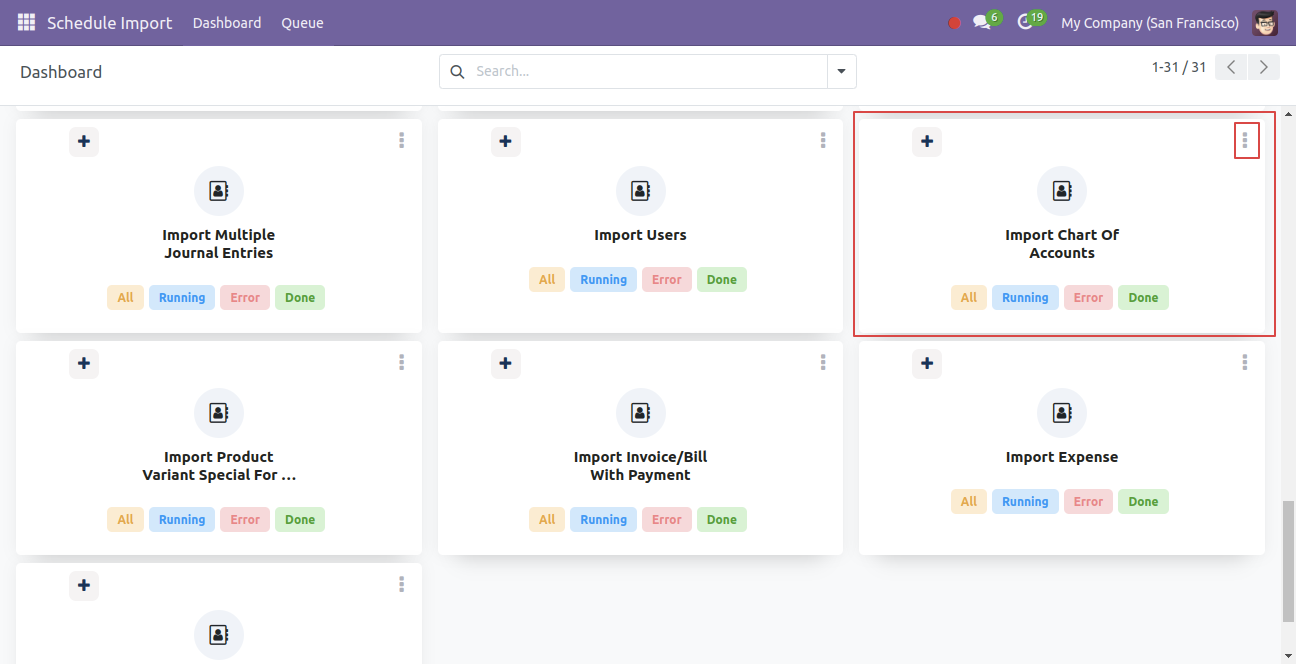 Schedule Import Dashboard Queue 6 19 My Company (San Francisco)
Dashboard Search... 1-31 / 31
Import Multiple
Journal Entries
All Running Error Done
Import Users
All Running Error Done
Import Chart Of
Accounts
All Running Error Done
Import Product
Variant Special For ...
All Running Error Done
Import Invoice/Bill
With Payment
All Running Error Done
Import Expense
All Running Error Done